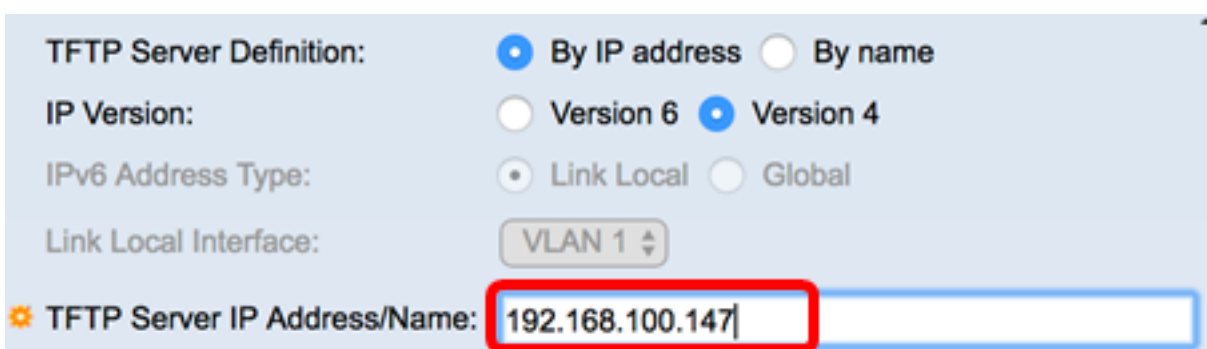 TFTP Server Definition: By IP address By name
IP Version: Version 6 Version 4
IPv6 Address Type: Link Local Global
Link Local Interface: VLAN 1
TFTP Server IP Address/Name: 192.168.100.147